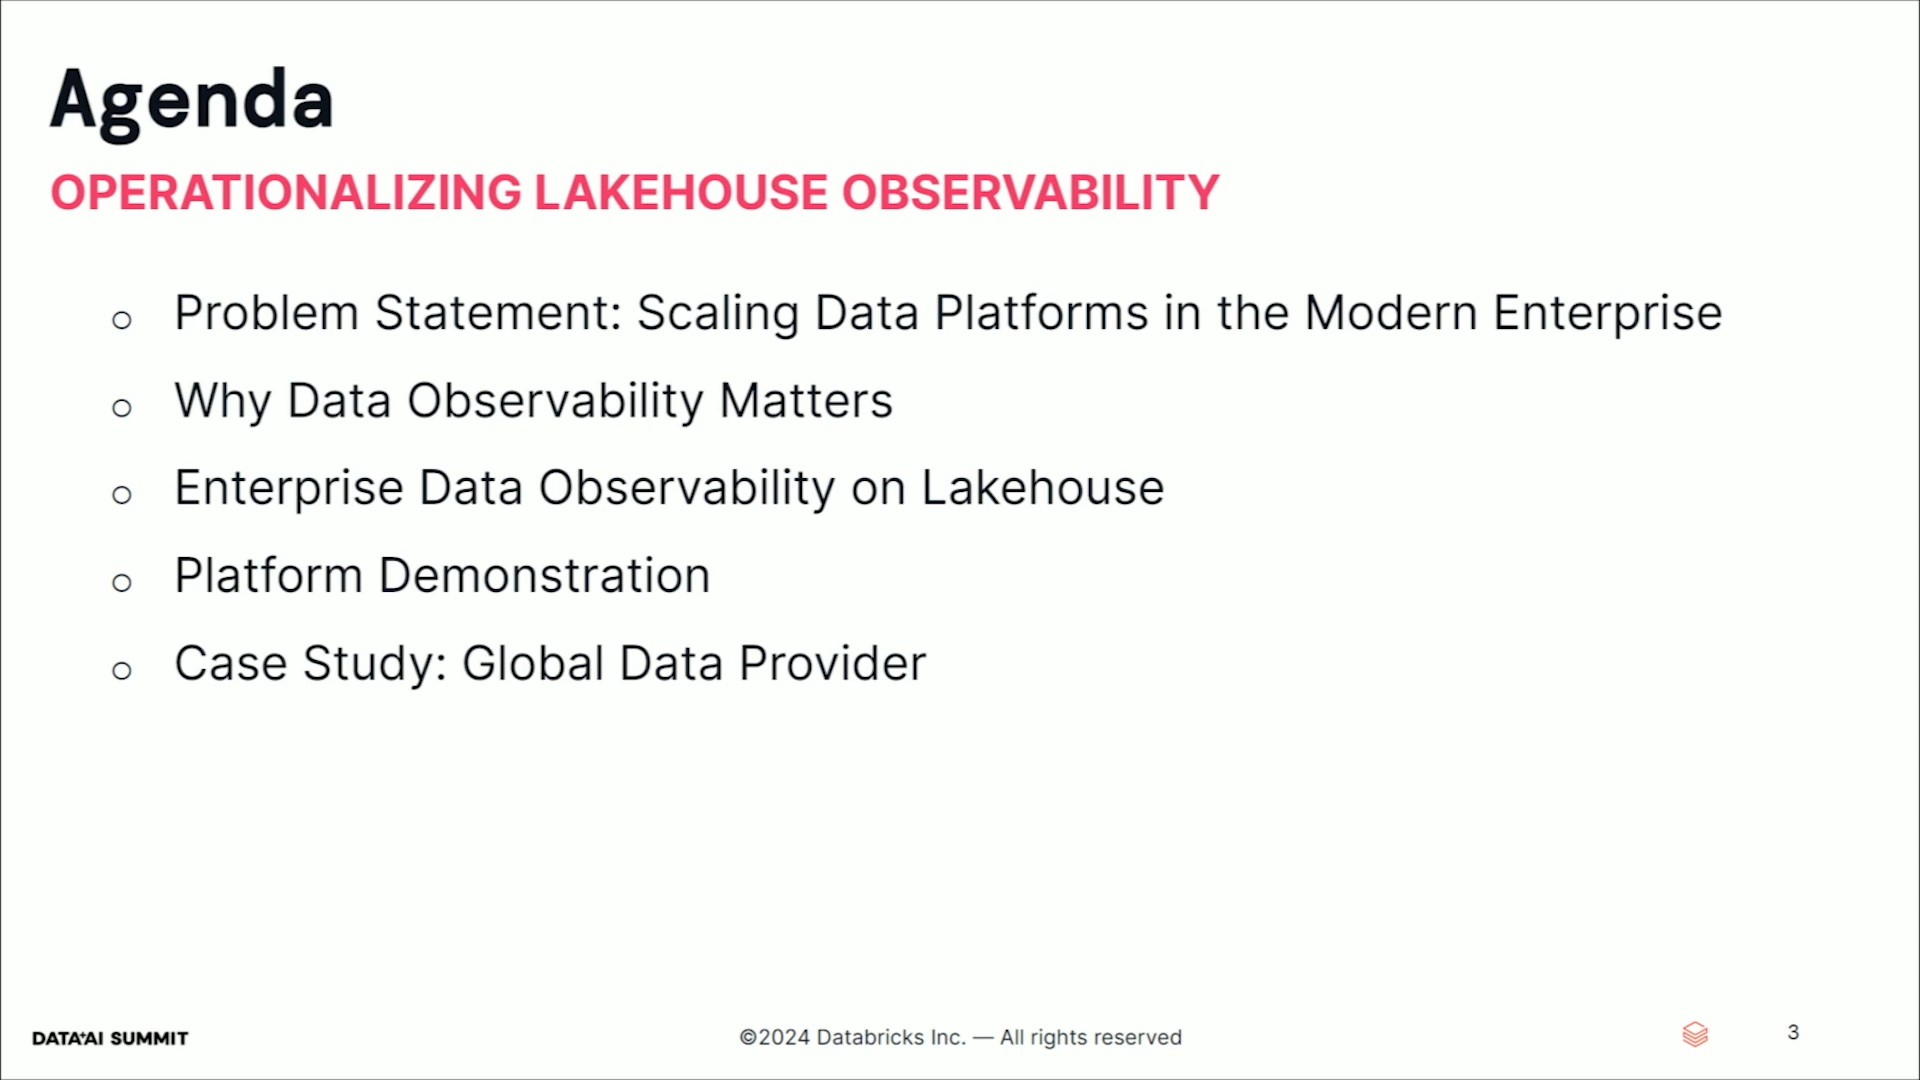 Agenda
OPERATIONALIZING LAKEHOUSE OBSERVABILITY
Problem Statement: Scaling Data Platforms in the Modern Enterprise
Why Data Observability Matters
Enterprise Data Observability on Lakehouse
Platform Demonstration
Case Study: Global Data Provider
DATA+AI SUMMIT
©2024 Databricks Inc. — All rights reserved
3